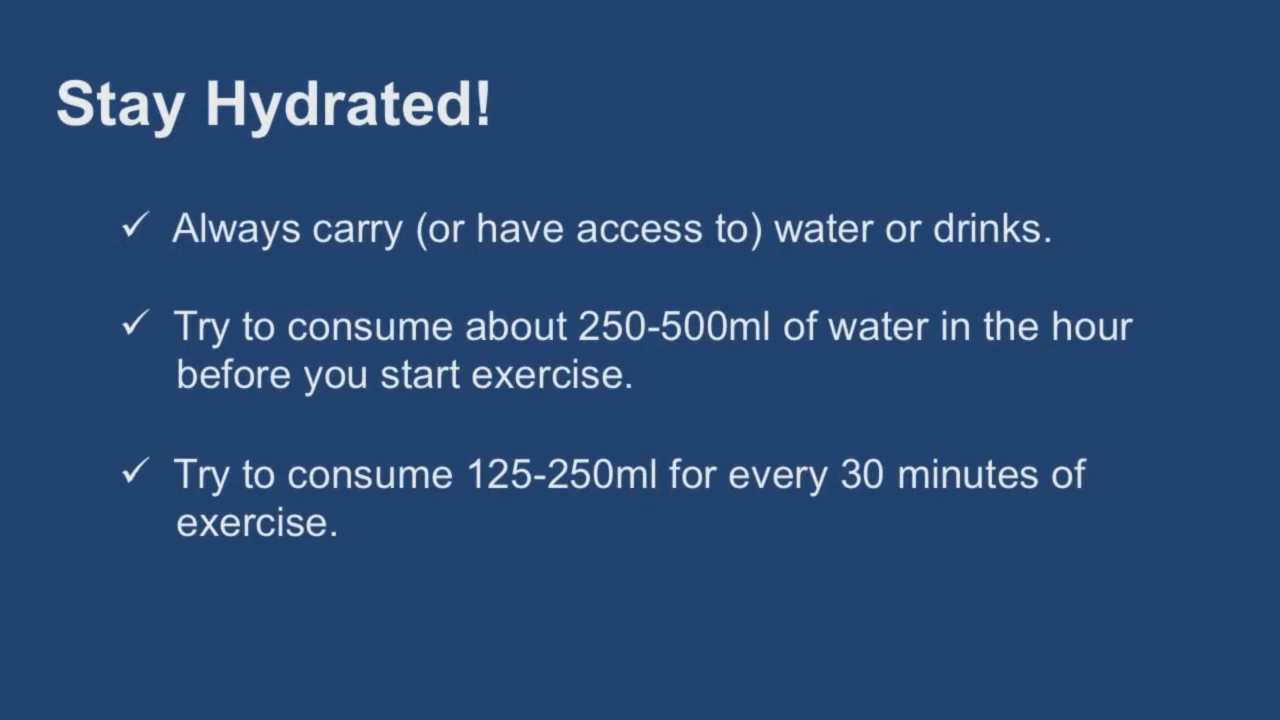 Stay Hydrated!
✓ Always carry (or have access to) water or drinks.
✓ Try to consume about 250-500ml of water in the hour
before you start exercise.
✓ Try to consume 125-250ml for every 30 minutes of
exercise.